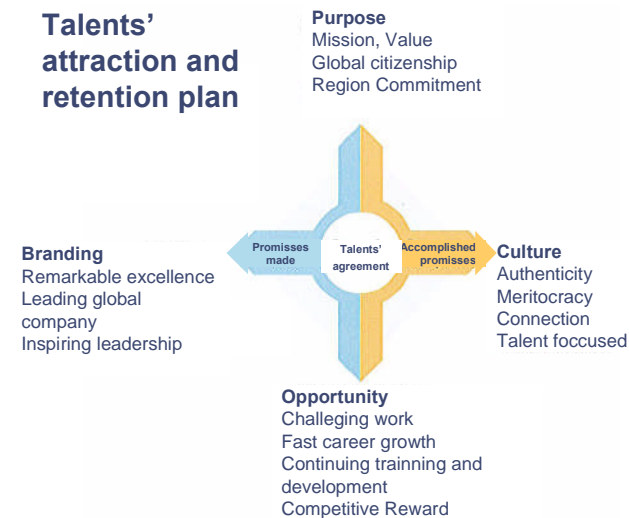 Talents'
attraction and
retention plan
Purpose
Mission, Value
Global citizenship
Region Commitment
Branding
Remarkable excellence
Leading global
company
Inspiring leadership
Promisses
made
Talents'
agreement
Accomplished
promisses
Culture
Authenticity
Meritocracy
Connection
Talent foccused
Opportunity
Challeging work
Fast career growth
Continuing trainning and
development
Competitive Reward